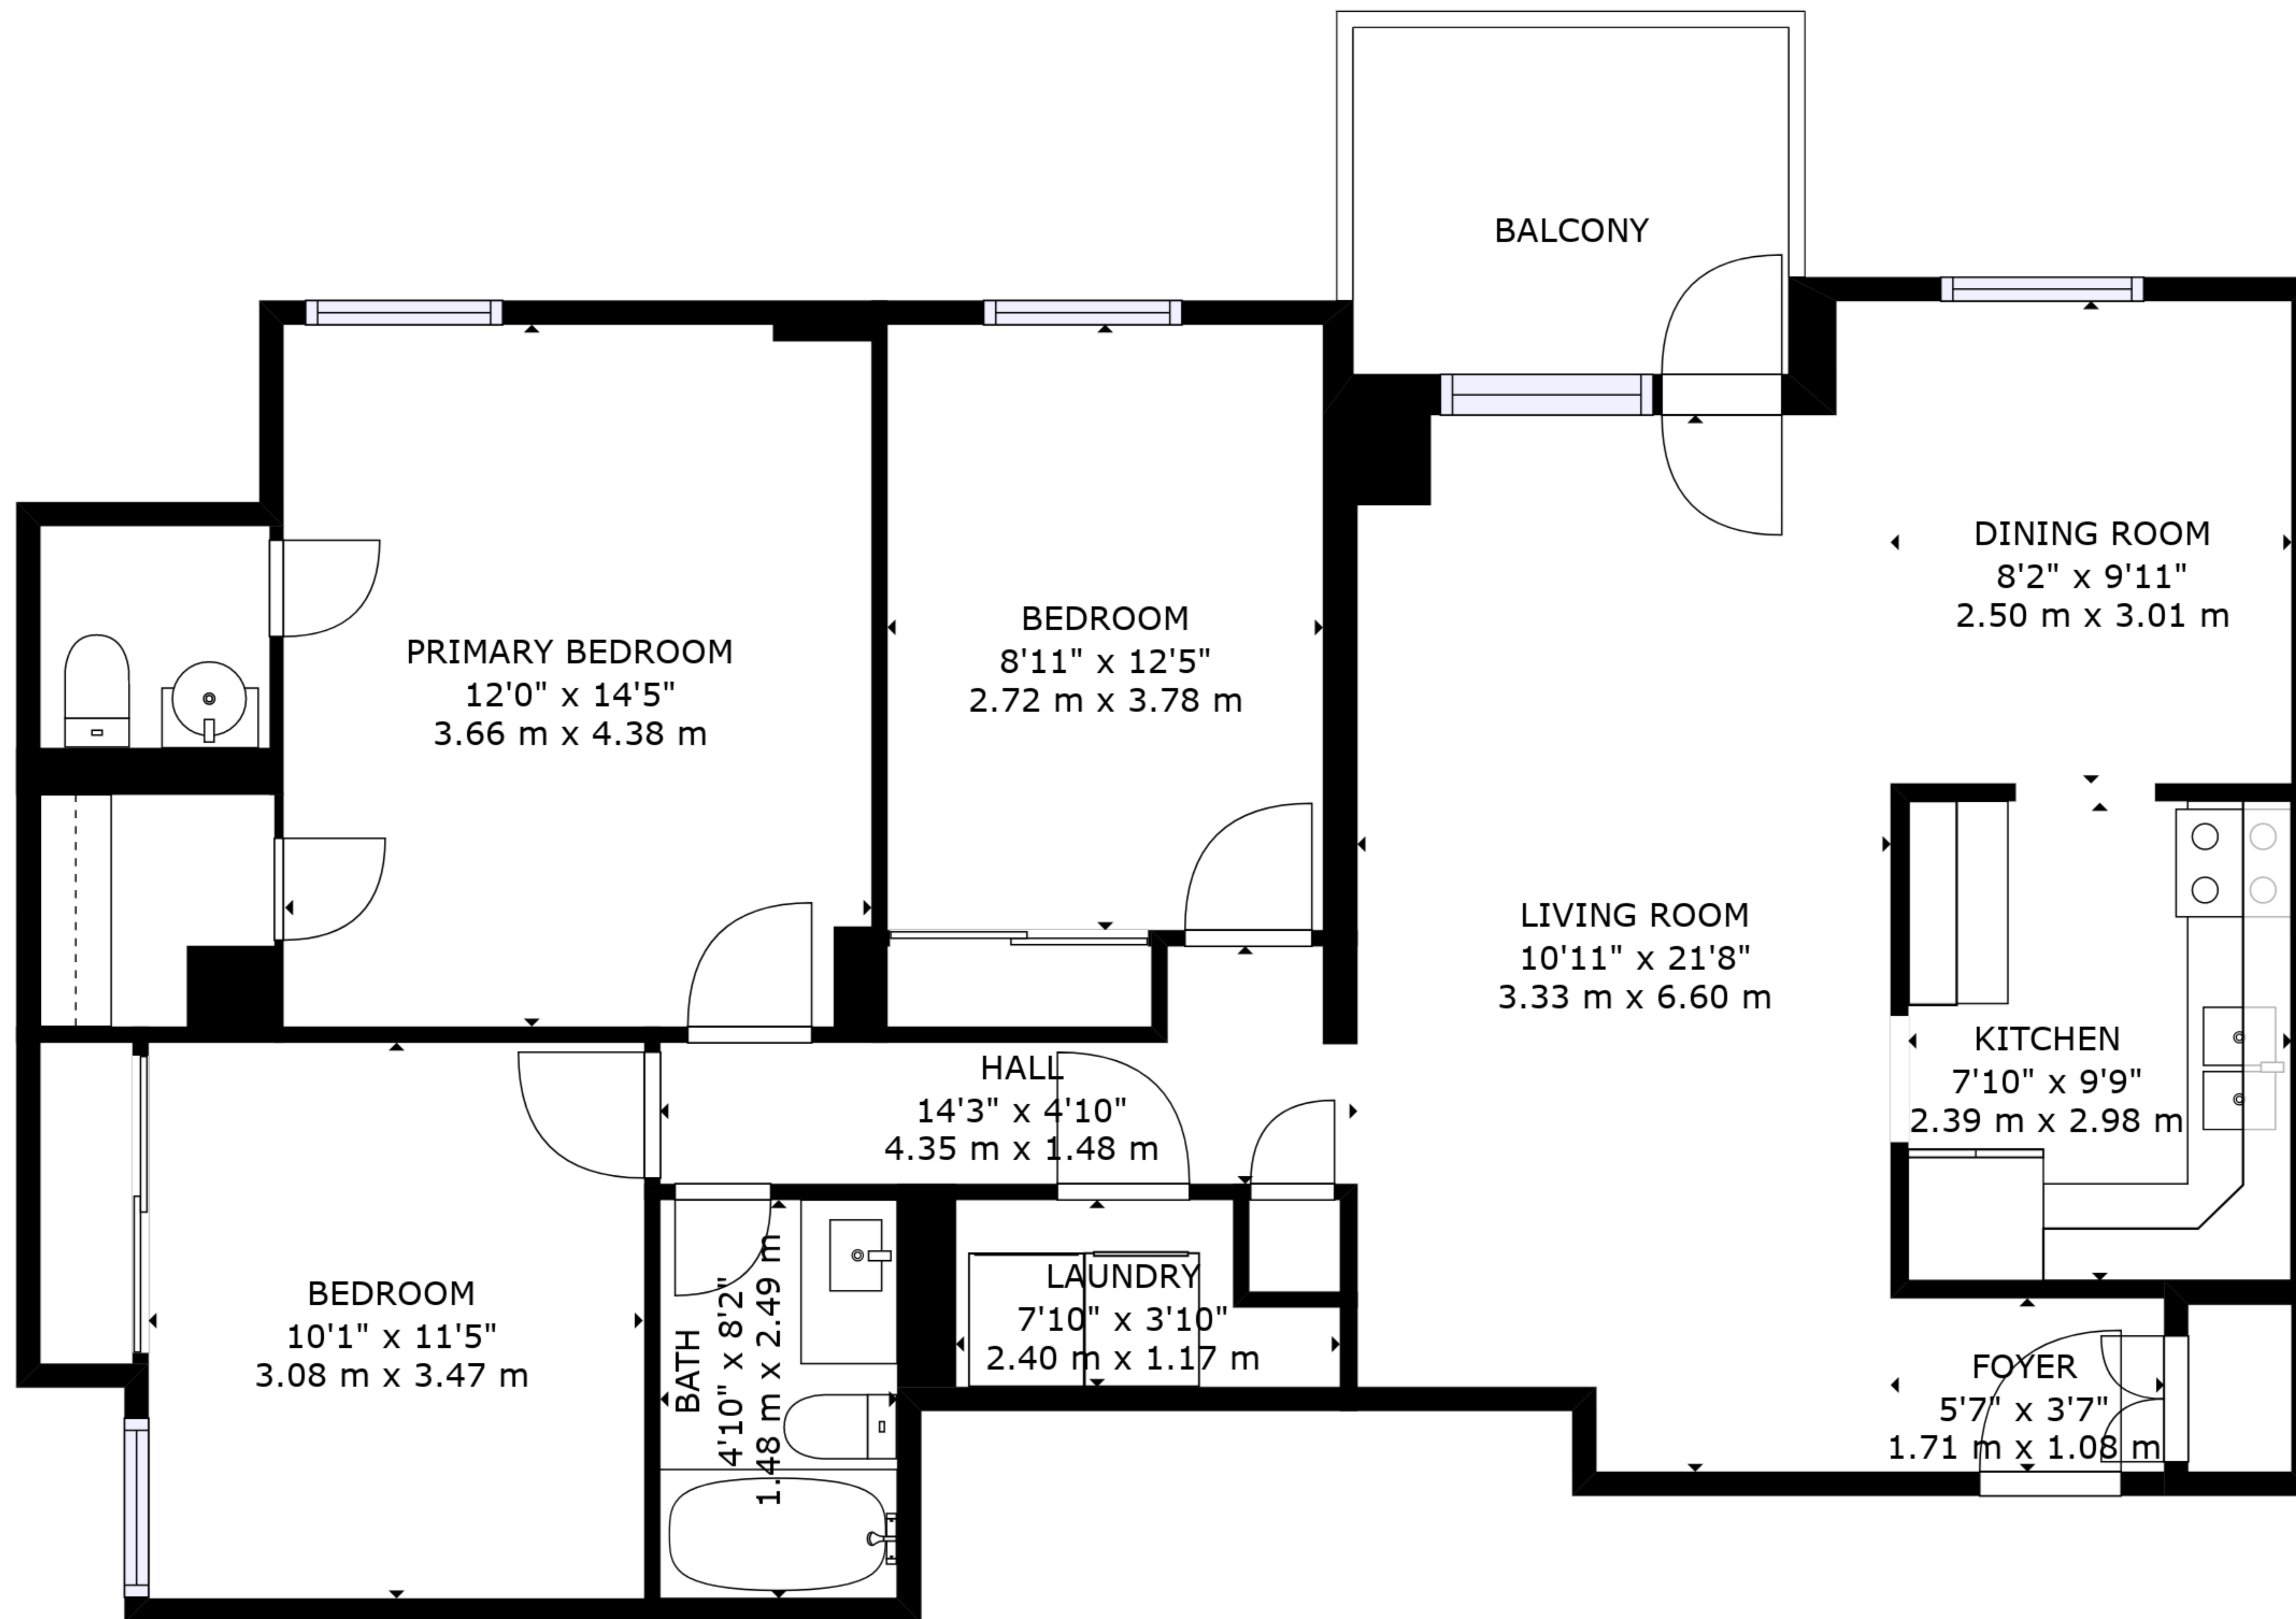 BALCONY
DINING ROOM
8'2" x 9'11"
2.50 m x 3.01 m
BEDROOM
8'11" x 12'5"
2.72 m x 3.78 m
PRIMARY BEDROOM
12'0" x 14'5"
3.66 m x 4.38 m
LIVING ROOM
10'11" x 21'8"
3.33 m x 6.60 m
KITCHEN
7'10" x 9'9"
2.39 m x 2.98 m
HALL
14'3" x 4'10"
4.35 m x 1.48 m
BEDROOM
10'1" x 11'5"
3.08 m x 3.47 m
BATH
4'10" x 8'2"
1.48 m x 2.49 m
LAUNDRY
7'10" x 3'10"
2.40 m x 1.17 m
FOYER
5'7" x 3'7"
1.71 m x 1.08 m